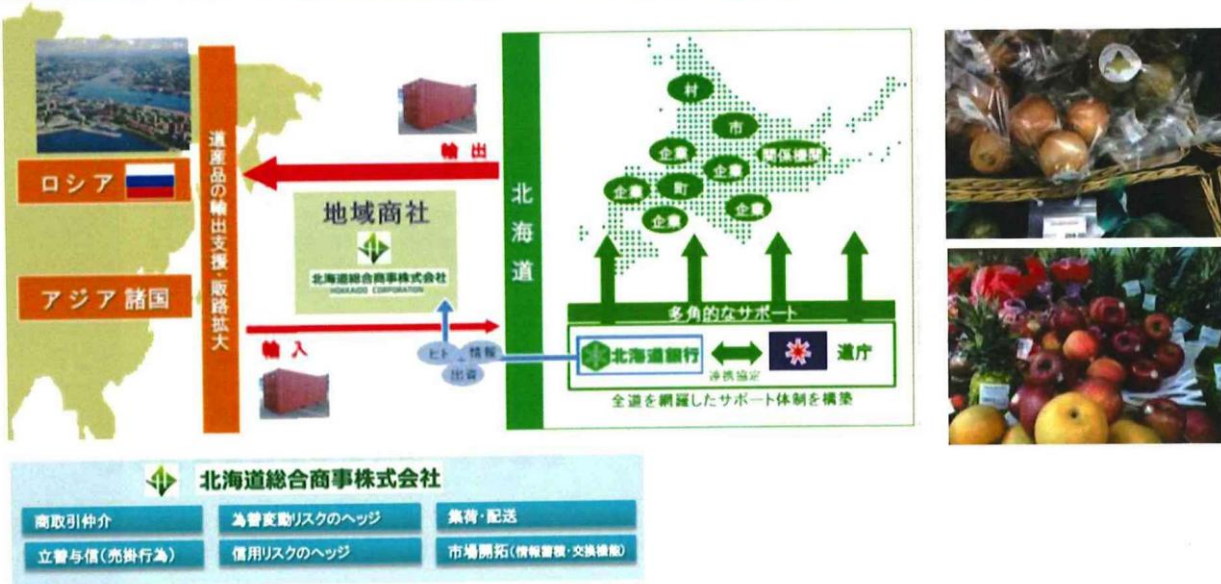 ロシア
アジア諸国
道産品の輸出支援・販路拡大
輸出
地域商社
北海道総合商事株式会社
HOKKAIDO CORPORATION
輸入
ヒト
情報
出資
北海道
村
市
企業
関係機関
企業
企業
町
企業
企業
多角的なサポート
北海道銀行
連携協定
道庁
全道を網羅したサポート体制を構築
北海道総合商事株式会社
商取引仲介
為替変動リスクのヘッジ
集荷・配送
立替与信(売掛行為)
信用リスクのヘッジ
市場開拓(情報蓄積・交換機能)